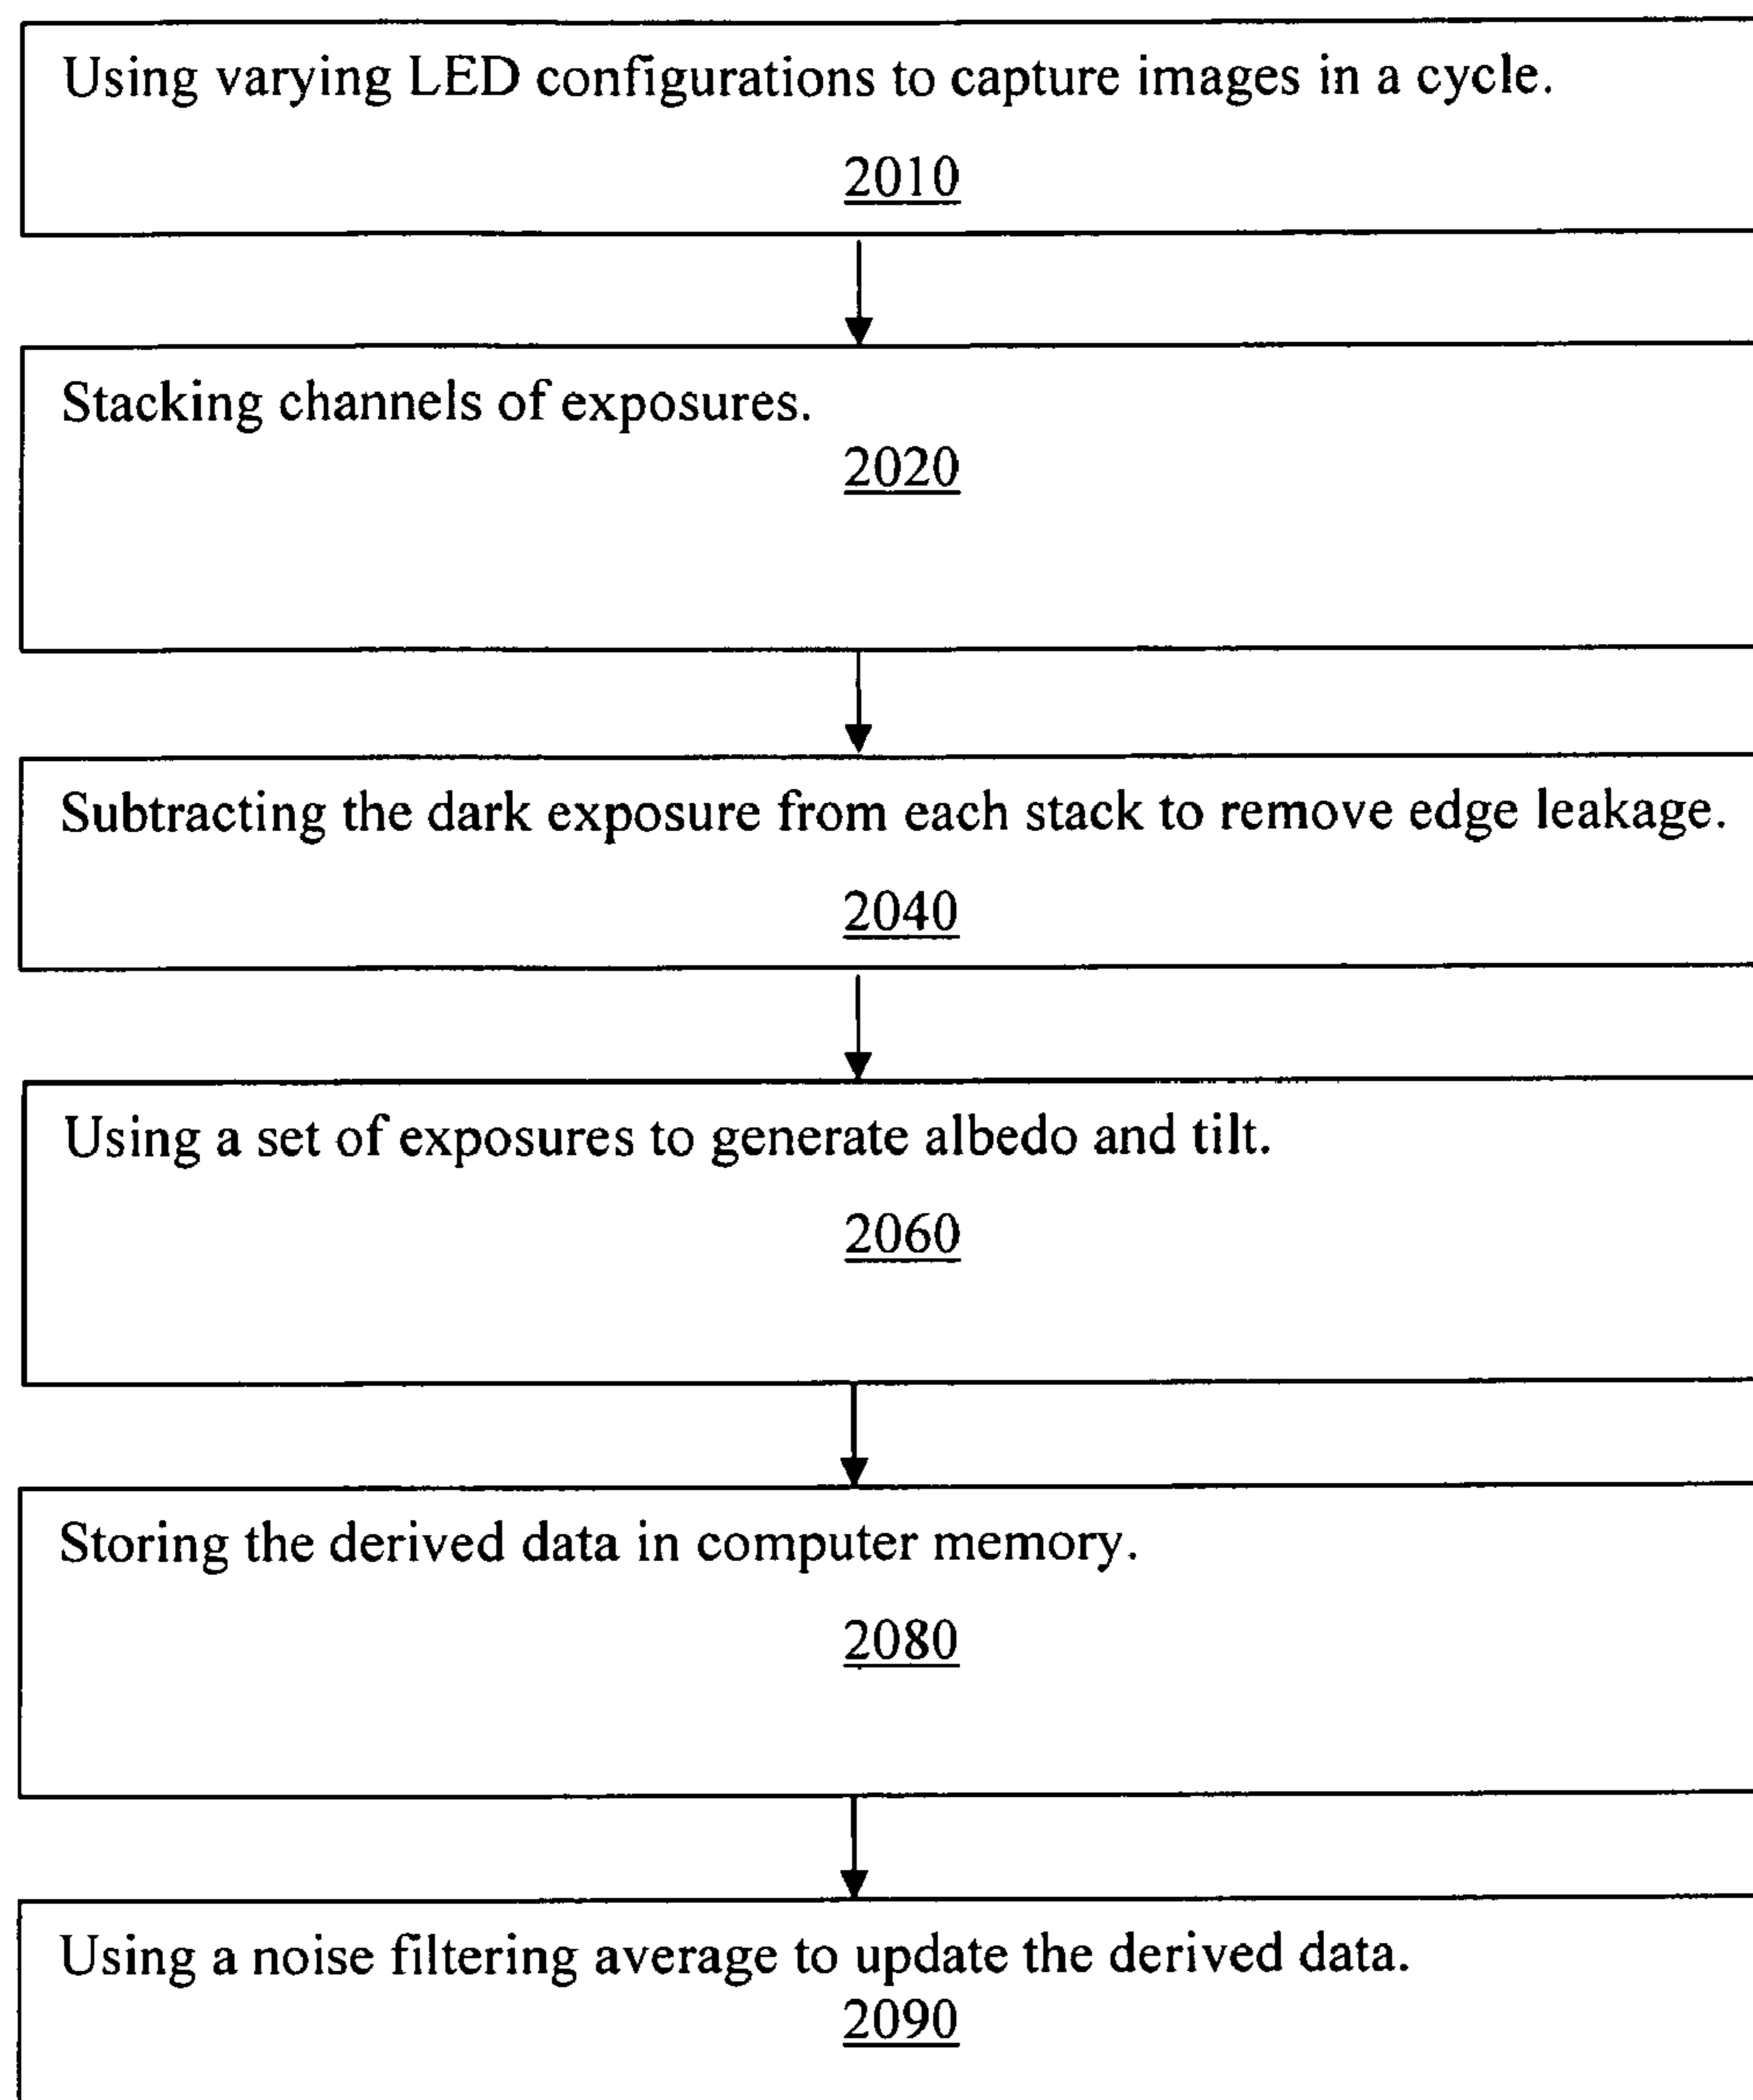 Using varying LED configurations to capture images in a cycle.
2010
Stacking channels of exposures.
2020
Subtracting the dark exposure from each stack to remove edge leakage.
2040
Using a set of exposures to generate albedo and tilt.
2060
Storing the derived data in computer memory.
2080
Using a noise filtering average to update the derived data.
2090